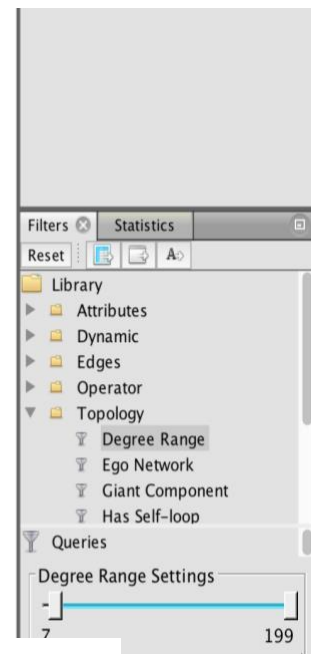 Filters Statistics
Reset A
Library
Attributes
Dynamic
Edges
Operator
Topology
Degree Range
Ego Network
Giant Component
Has Self-loop
Queries
Degree Range Settings
7 199